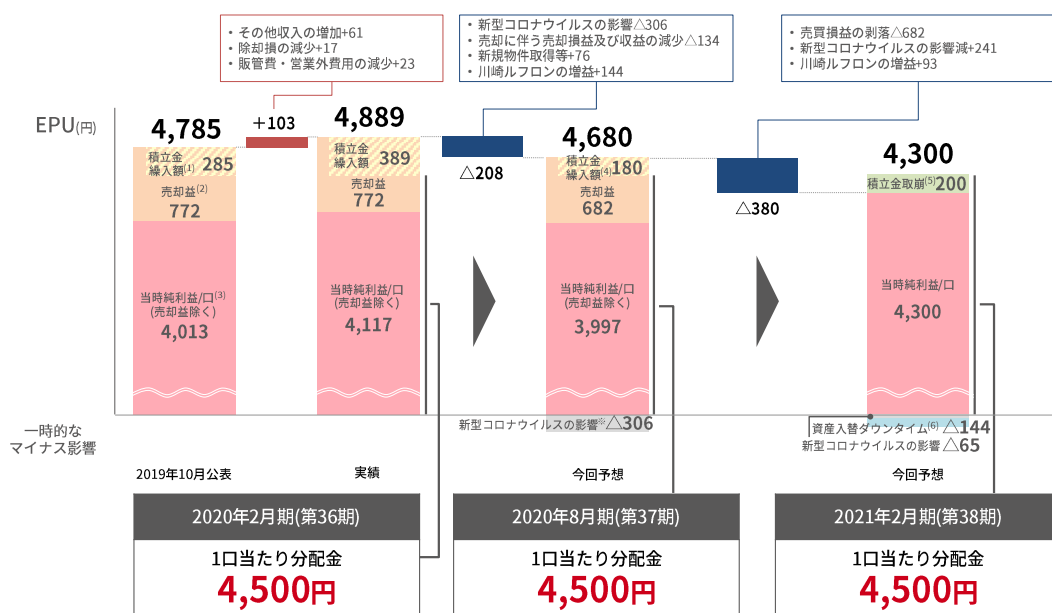 ・ その他収入の増加+61
・ 除却損の減少+17
・ 販管費・営業外費用の減少+23
・ 新型コロナウイルスの影響△306
・ 売却に伴う売却損益及び収益の減少△134
・ 新規物件取得等+76
・ 川崎ルフロンの増益+144
・ 売買損益の剥落△682
・ 新型コロナウイルスの影響減+241
・ 川崎ルフロンの増益+93
EPU(円)
4,785
積立金
繰入額(1) 285
売却益(2)
772
当時純利益/口(3)
(売却益除く)
4,013
+103
4,889
積立金
繰入額 389
売却益
772
当時純利益/口
(売却益除く)
4,117
△208
4,680
積立金
繰入額(4) 180
売却益
682
当時純利益/口
(売却益除く)
3,997
△380
4,300
積立金取崩(5) 200
当時純利益/口
4,300
一時的な
マイナス影響
新型コロナウイルスの影響※ △306
資産入替ダウンタイム(6) △144
新型コロナウイルスの影響 △65
2019年10月公表
実績
今回予想
今回予想
2020年2月期(第36期)
1口当たり分配金
4,500円
2020年8月期(第37期)
1口当たり分配金
4,500円
2021年2月期(第38期)
1口当たり分配金
4,500円